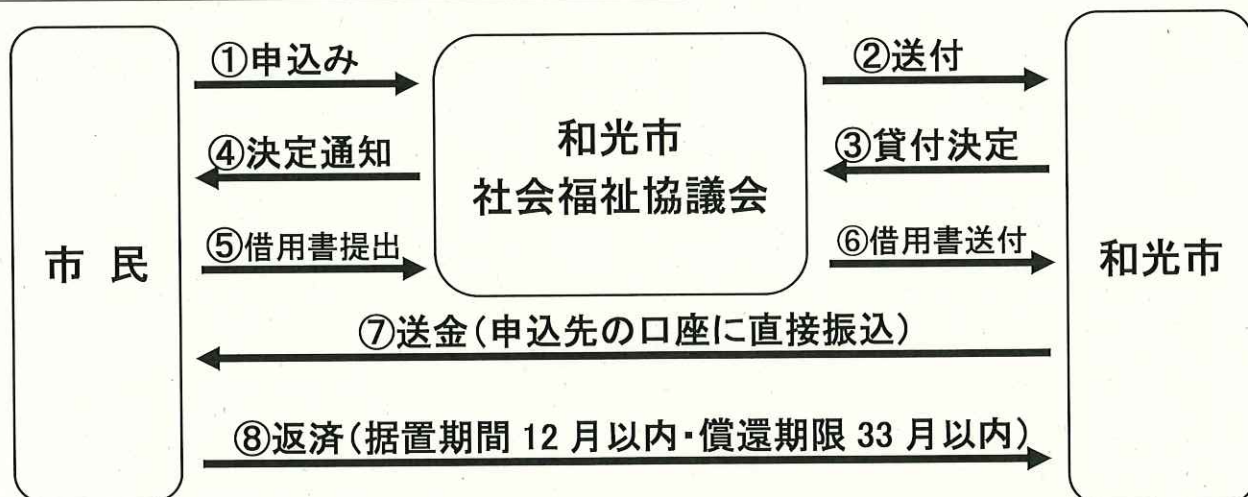 ①申込み
②送付
和光市
社会福祉協議会
④決定通知
③貸付決定
⑤借用書提出
⑥借用書送付
市 民
和光市
⑦送金(申込先の口座に直接振込)
⑧返済(据置期間 12 月以内・償還期限 33 月以内)